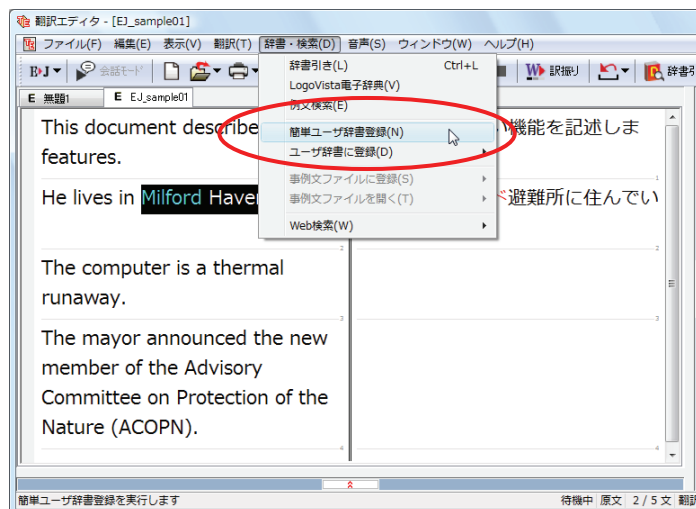 翻訳エディタ - [EJ_sample01]
ファイル(F) 編集(E) 表示(V) 翻訳(T) 辞書・検索(D) 音声(S) ウィンドウ(W) ヘルプ(H)
E›J 会話モード 訳振り 辞書引
E 無題1 E EJ_sample01
辞書引き(L) Ctrl+L
LogoVista電子辞典(V)
例文検索(E)
簡単ユーザ辞書登録(N)
ユーザ辞書に登録(D)
事例文ファイルに登録(S)
事例文ファイルを開く(T)
Web検索(W)
This document describe
features.
い機能を記述しま
1
He lives in Milford Haven
避難所に住んでい
2
2
The computer is a thermal
runaway.
3
3
The mayor announced the new
member of the Advisory
Committee on Protection of the
Nature (ACOPN).
4
4
簡単ユーザ辞書登録を実行します 待機中 原文 2 / 5 文 翻訳